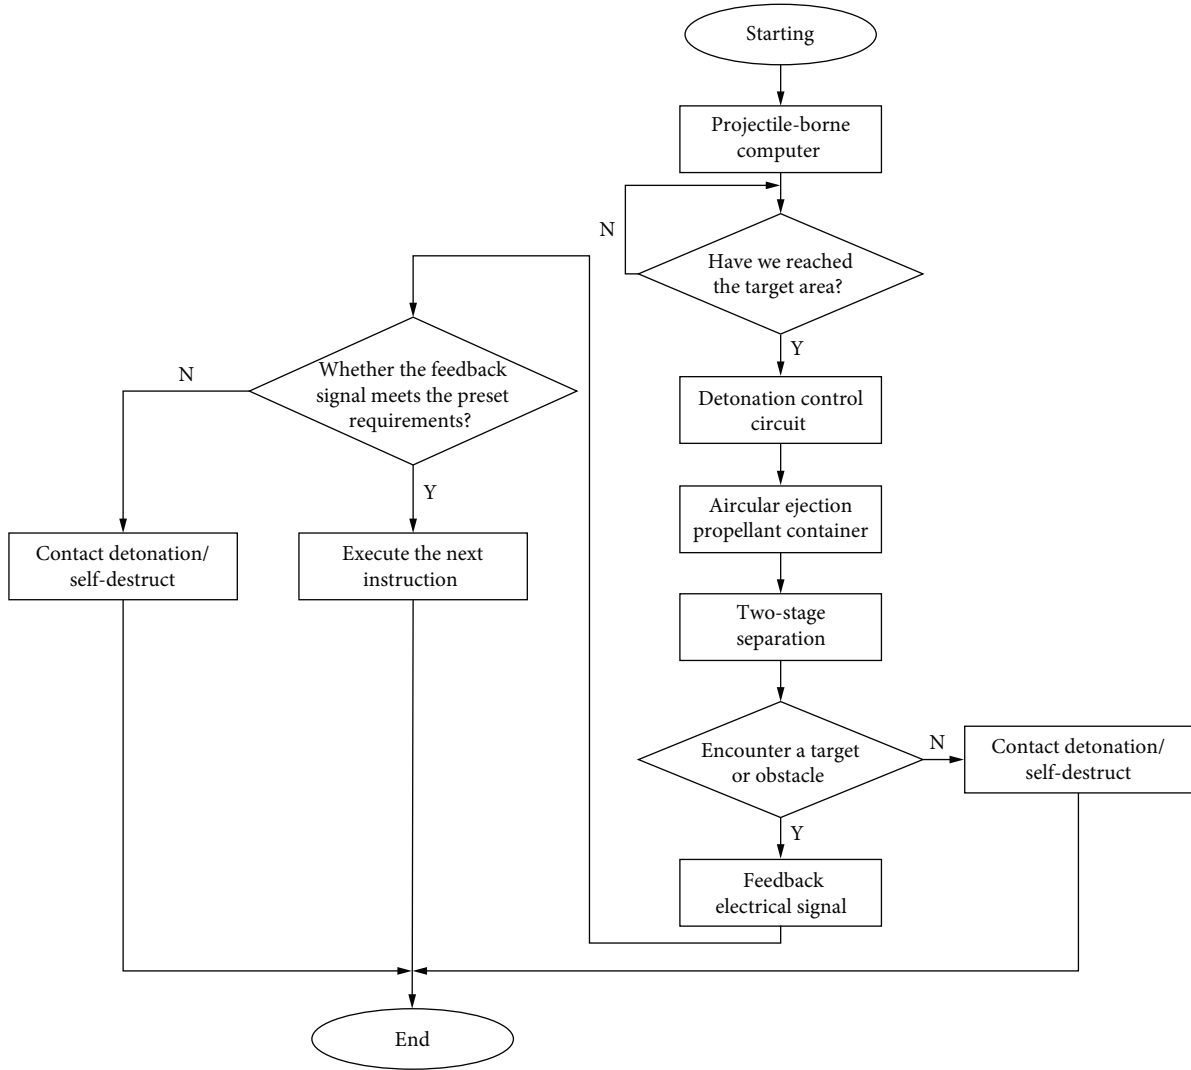 Starting
Projectile-borne
computer
N
Have we reached
the target area?
Y
Detonation control
circuit
Aircular ejection
propellant container
Two-stage
separation
Encounter a target
or obstacle
N
Contact detonation/
self-destruct
Y
Feedback
electrical signal
Whether the feedback
signal meets the preset
requirements?
N
Y
Contact detonation/
self-destruct
Execute the next
instruction
End